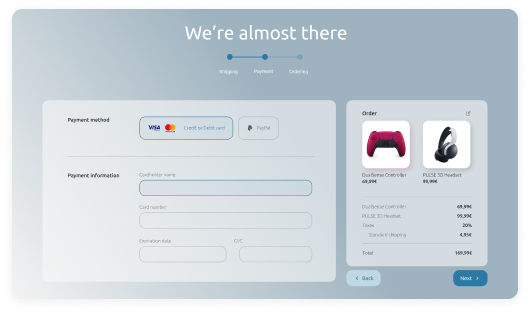 We're almost there
Shipping Payment Ordering
Payment method
VISA Credit or Debit card PayPal
Payment information
Cardholder name
Card number
Expiration date CVC
Order
DualSense Controller PULSE 3D Headset
69,99€ 99,99€
DualSense Controller 69,99€
PULSE 3D Headset 99,99€
Taxes 20%
Standard shipping 4,95€
Total 169,99€
Back Next